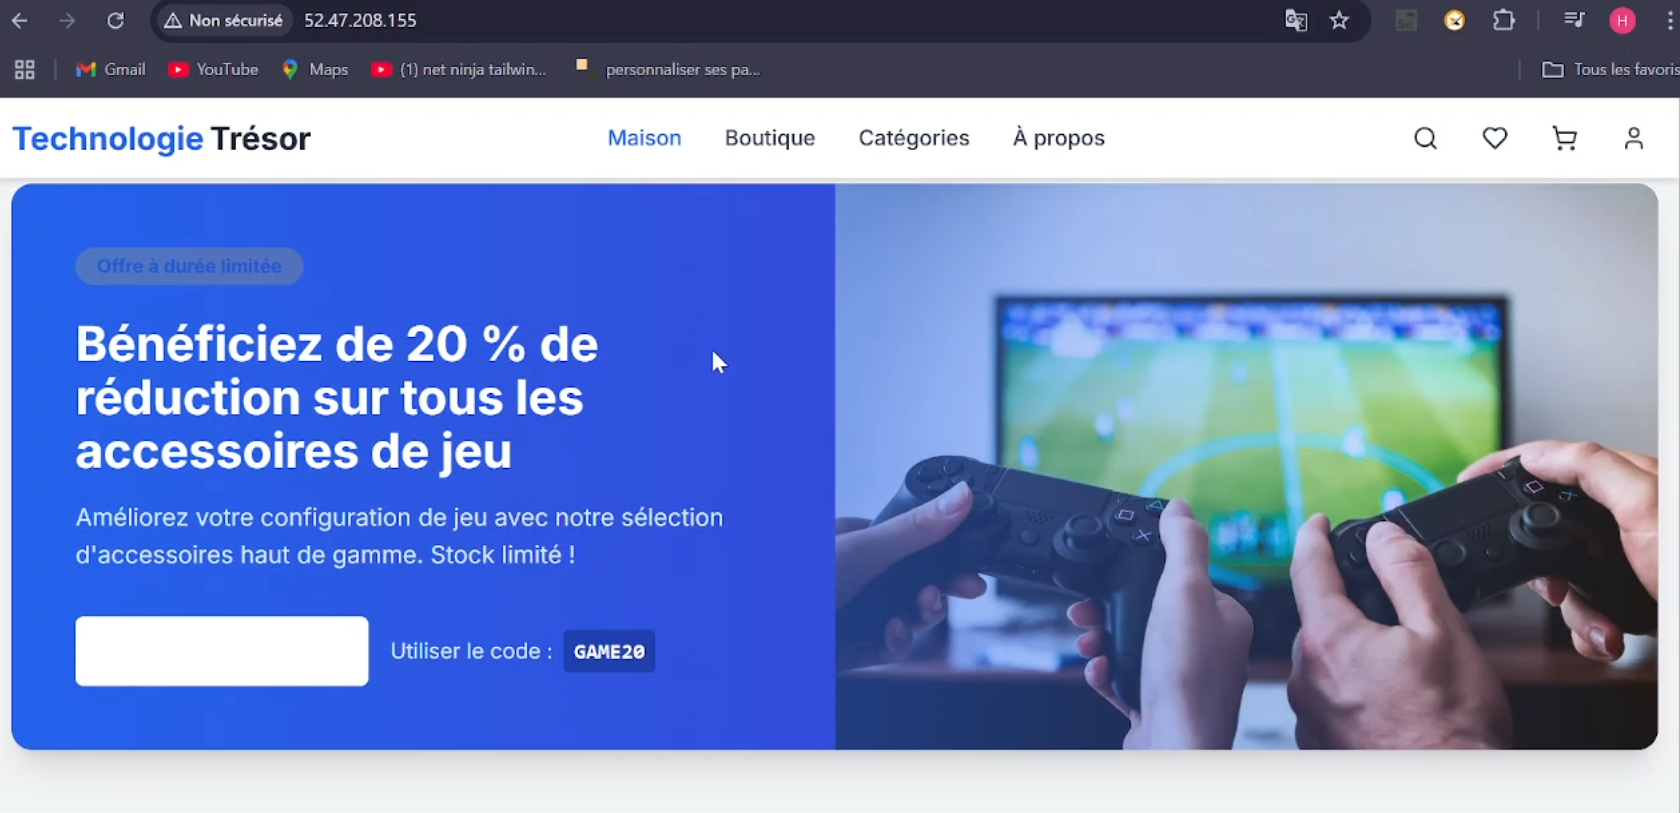 Non sécurisé 52.47.208.155
H
Gmail YouTube Maps (1) net ninja tailwin... personnaliser ses pa... Tous les favoris
Technologie Trésor Maison Boutique Catégories À propos
Offre à durée limitée
Bénéficiez de 20 % de
réduction sur tous les
accessoires de jeu
Améliorez votre configuration de jeu avec notre sélection
d'accessoires haut de gamme. Stock limité !
Utiliser le code : GAME20